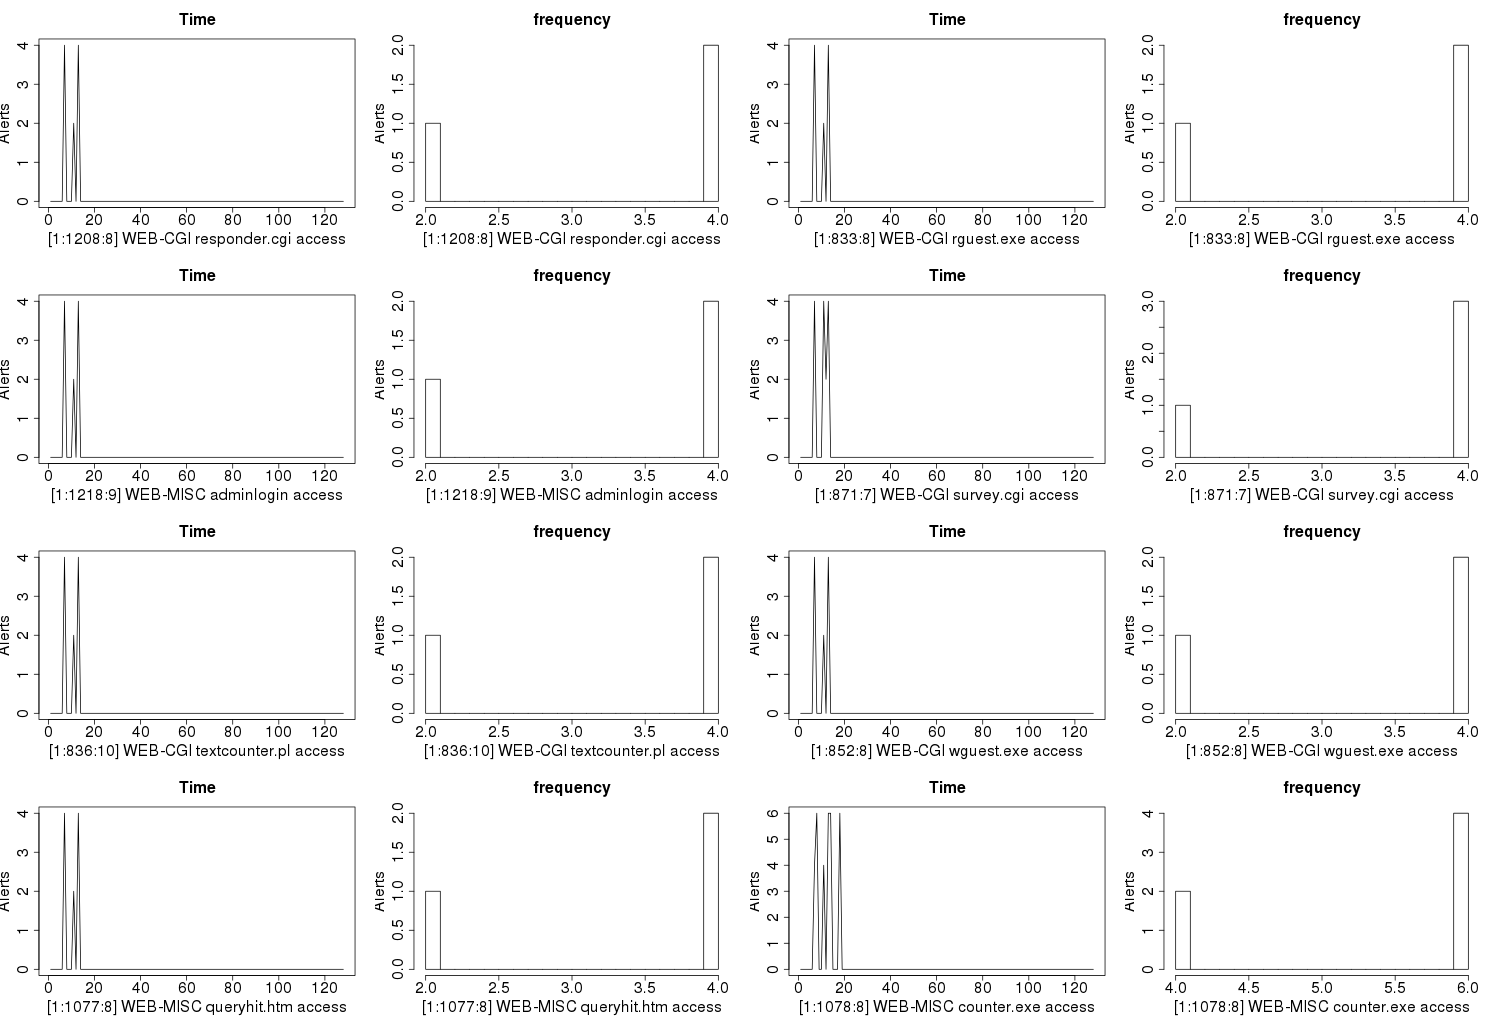 Time frequency Time frequency
4 2.0 4 2.0
3 1.5 3 1.5
Alerts Alerts Alerts Alerts
2 1.0 2 1.0
1 0.5 1 0.5
0 0.0 0 0.0
0 20 40 60 80 100 120 2.0 2.5 3.0 3.5 4.0 0 20 40 60 80 100 120 2.0 2.5 3.0 3.5 4.0
[1:1208:8] WEB-CGI responder.cgi access [1:1208:8] WEB-CGI responder.cgi access [1:833:8] WEB-CGI rguest.exe access [1:833:8] WEB-CGI rguest.exe access
Time frequency Time frequency
4 2.0 4 3.0
3 1.5 3 2.0
Alerts Alerts Alerts Alerts
2 1.0 2 1.0
1 0.5 1
0 0.0 0 0.0
0 20 40 60 80 100 120 2.0 2.5 3.0 3.5 4.0 0 20 40 60 80 100 120 2.0 2.5 3.0 3.5 4.0
[1:1218:9] WEB-MISC adminlogin access [1:1218:9] WEB-MISC adminlogin access [1:871:7] WEB-CGI survey.cgi access [1:871:7] WEB-CGI survey.cgi access
Time frequency Time frequency
4 2.0 4 2.0
3 1.5 3 1.5
Alerts Alerts Alerts Alerts
2 1.0 2 1.0
1 0.5 1 0.5
0 0.0 0 0.0
0 20 40 60 80 100 120 2.0 2.5 3.0 3.5 4.0 0 20 40 60 80 100 120 2.0 2.5 3.0 3.5 4.0
[1:836:10] WEB-CGI textcounter.pl access [1:836:10] WEB-CGI textcounter.pl access [1:852:8] WEB-CGI wguest.exe access [1:852:8] WEB-CGI wguest.exe access
Time frequency Time frequency
4 2.0 6 4
3 1.5 5 3
Alerts Alerts Alerts Alerts
2 1.0 4 3 2
1 0.5 2 1 1
0 0.0 0 0
0 20 40 60 80 100 120 2.0 2.5 3.0 3.5 4.0 0 20 40 60 80 100 120 4.0 4.5 5.0 5.5 6.0
[1:1077:8] WEB-MISC queryhit.htm access [1:1077:8] WEB-MISC queryhit.htm access [1:1078:8] WEB-MISC counter.exe access [1:1078:8] WEB-MISC counter.exe access